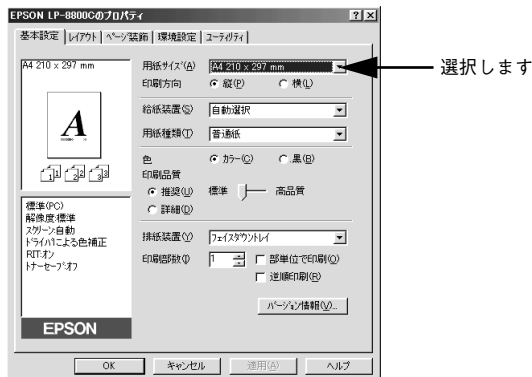 EPSON LP-8800Cのプロパティ
基本設定 レイアウト ページ装飾 環境設定 ユーティリティ
A4 210 x 297 mm
用紙サイズ(A) A4 210 x 297 mm
選択します
印刷方向 縦(P) 横(L)
給紙装置(S) 自動選択
用紙種類(T) 普通紙
A
色 カラー(C) 黒(B)
印刷品質
推奨(U) 標準 高品質
詳細(D)
1 1 2 2 3 3
標準(PC)
解像度:標準
スクリーン:自動
ドライバによる色補正
RIT:オン
トナーセーブ:オフ
排紙装置(Y) フェイスダウントレイ
印刷部数(I) 1 部単位で印刷(O)
逆順印刷(R)
バージョン情報(V)...
EPSON
OK キャンセル 適用(A) ヘルプ